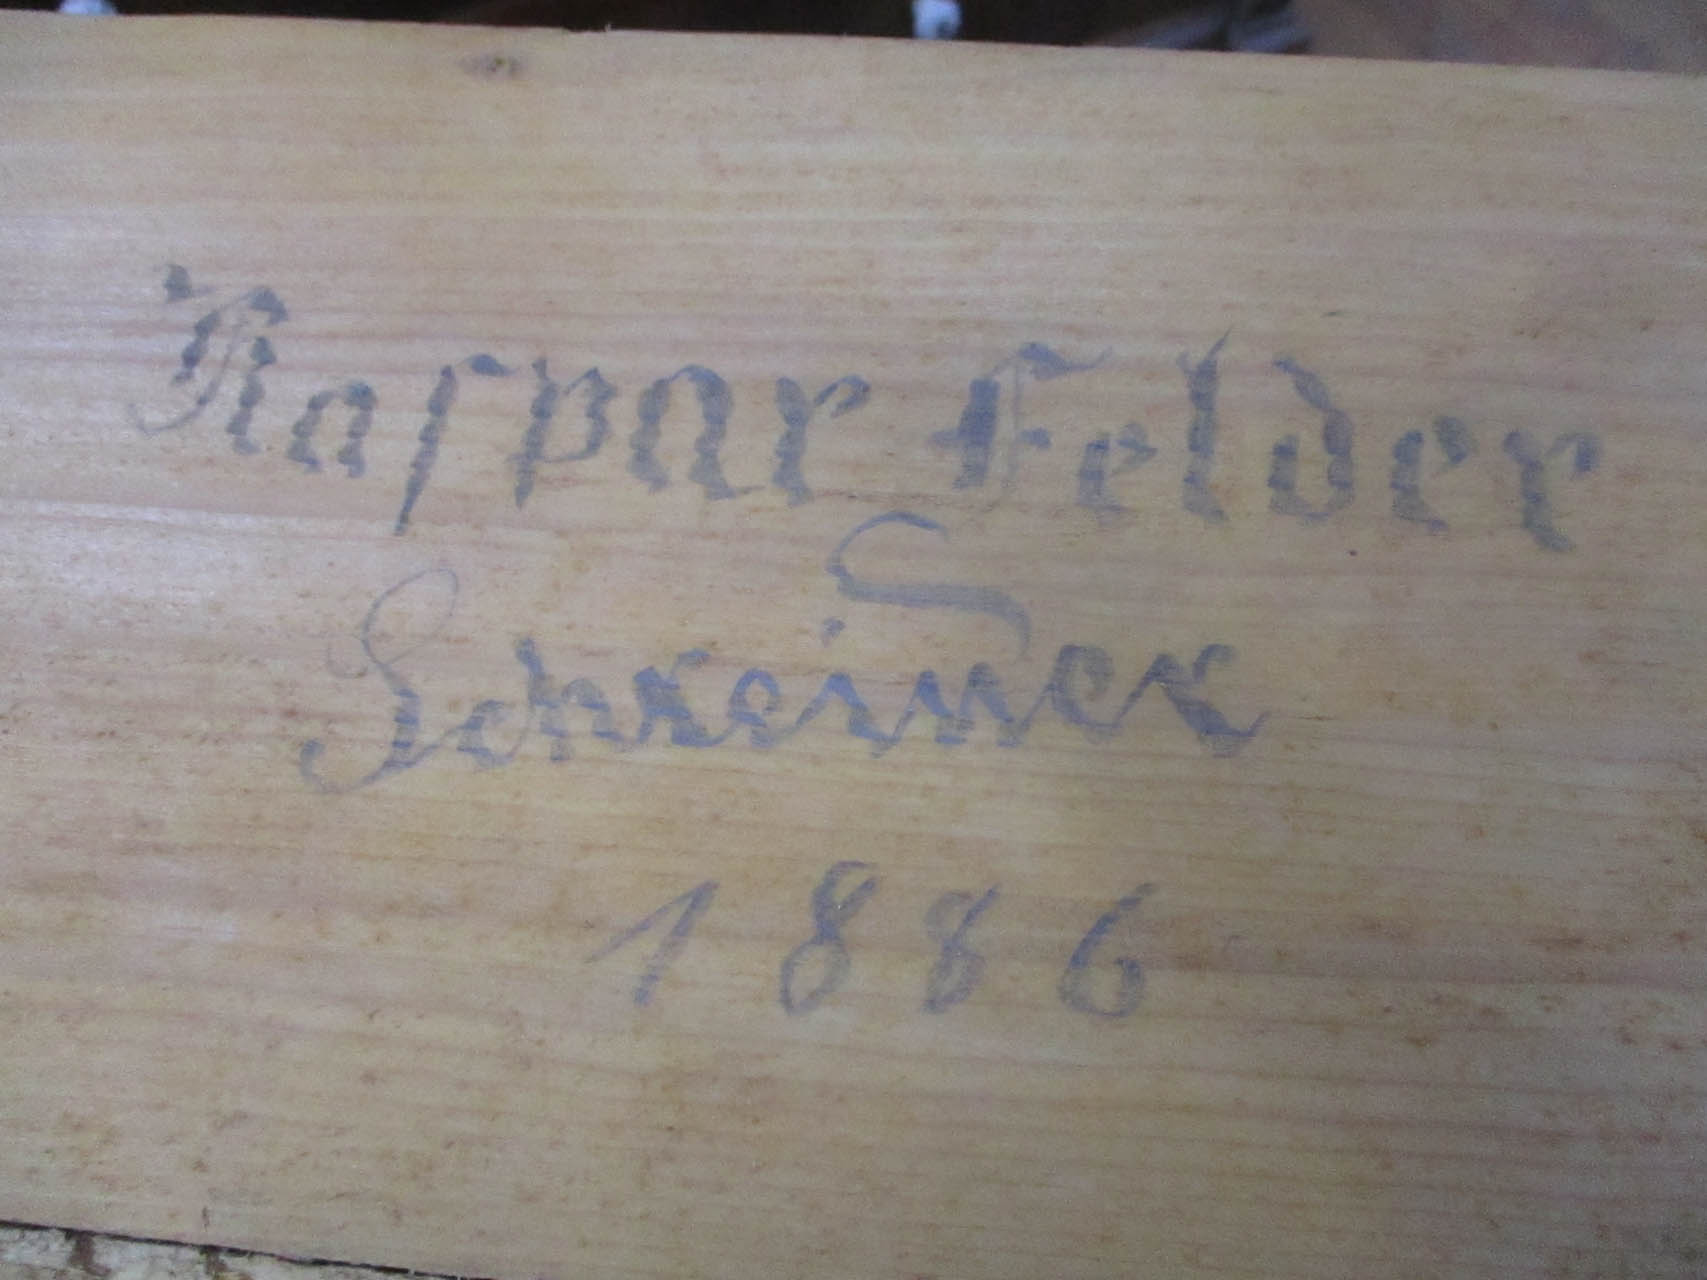 Kaspar Felder
Schreiner
1886